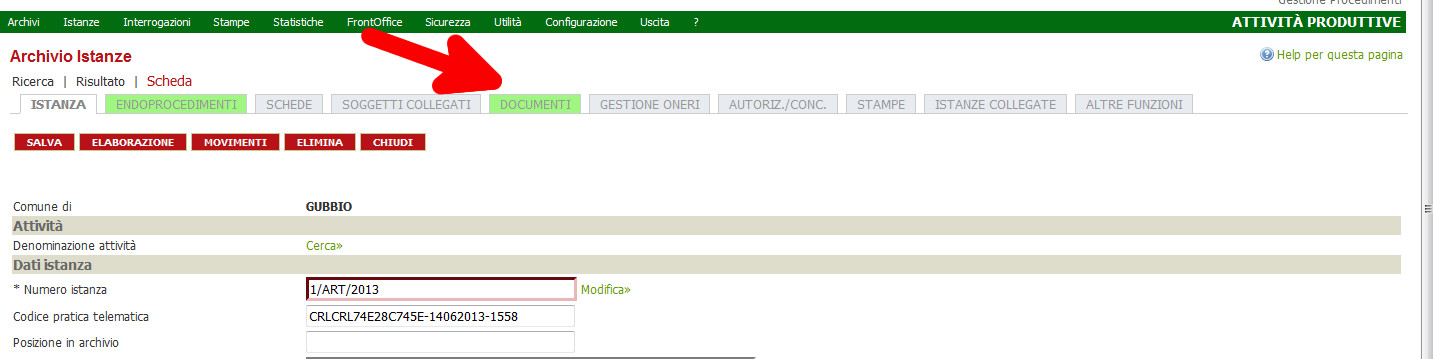 Gestione Procedimenti
Archivi Istanze Interrogazioni Stampe Statistiche FrontOffice Sicurezza Utilità Configurazione Uscita ? ATTIVITÀ PRODUTTIVE
Archivio Istanze Help per questa pagina
Ricerca | Risultato | Scheda
ISTANZA ENDOPROCEDIMENTI SCHEDE SOGGETTI COLLEGATI DOCUMENTI GESTIONE ONERI AUTORIZ./CONC. STAMPE ISTANZE COLLEGATE ALTRE FUNZIONI
SALVA ELABORAZIONE MOVIMENTI ELIMINA CHIUDI
Comune di GUBBIO
Attività
Denominazione attività Cerca»
Dati istanza
* Numero istanza 1/ART/2013 Modifica»
Codice pratica telematica CRLCRL74E28C745E-14062013-1558
Posizione in archivio